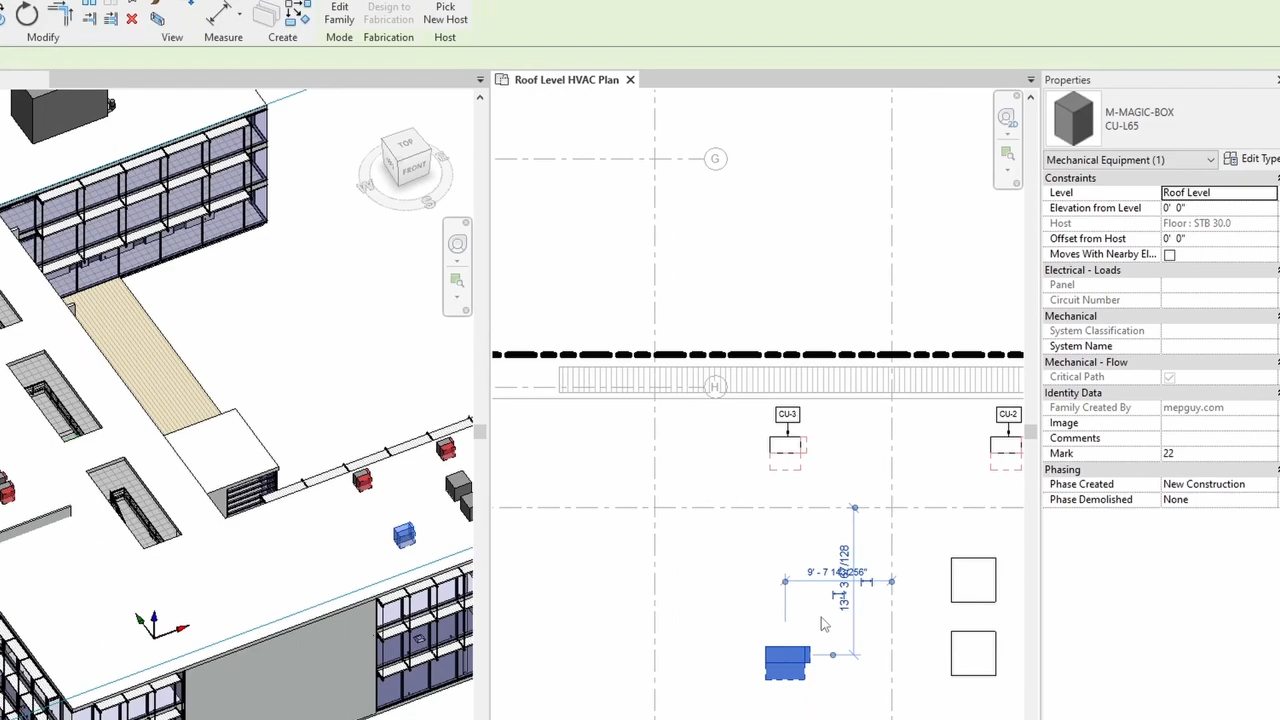 Edit Family
Design to Fabrication
Pick New Host
Modify
View
Measure
Create
Mode
Fabrication
Host
Roof Level HVAC Plan
Properties
TOP
FRONT
W
S
2D
G
H
CU-3
CU-2
M-MAGIC-BOX
CU-L65
Mechanical Equipment (1)
Edit Type
Constraints
Level Roof Level
Elevation from Level 0' 0"
Host Floor : STB 30.0
Offset from Host 0' 0"
Moves With Nearby El...
Electrical - Loads
Panel
Circuit Number
Mechanical
System Classification
System Name
Mechanical - Flow
Critical Path
Identity Data
Family Created By mepguy.com
Image
Comments
Mark 22
Phasing
Phase Created New Construction
Phase Demolished None